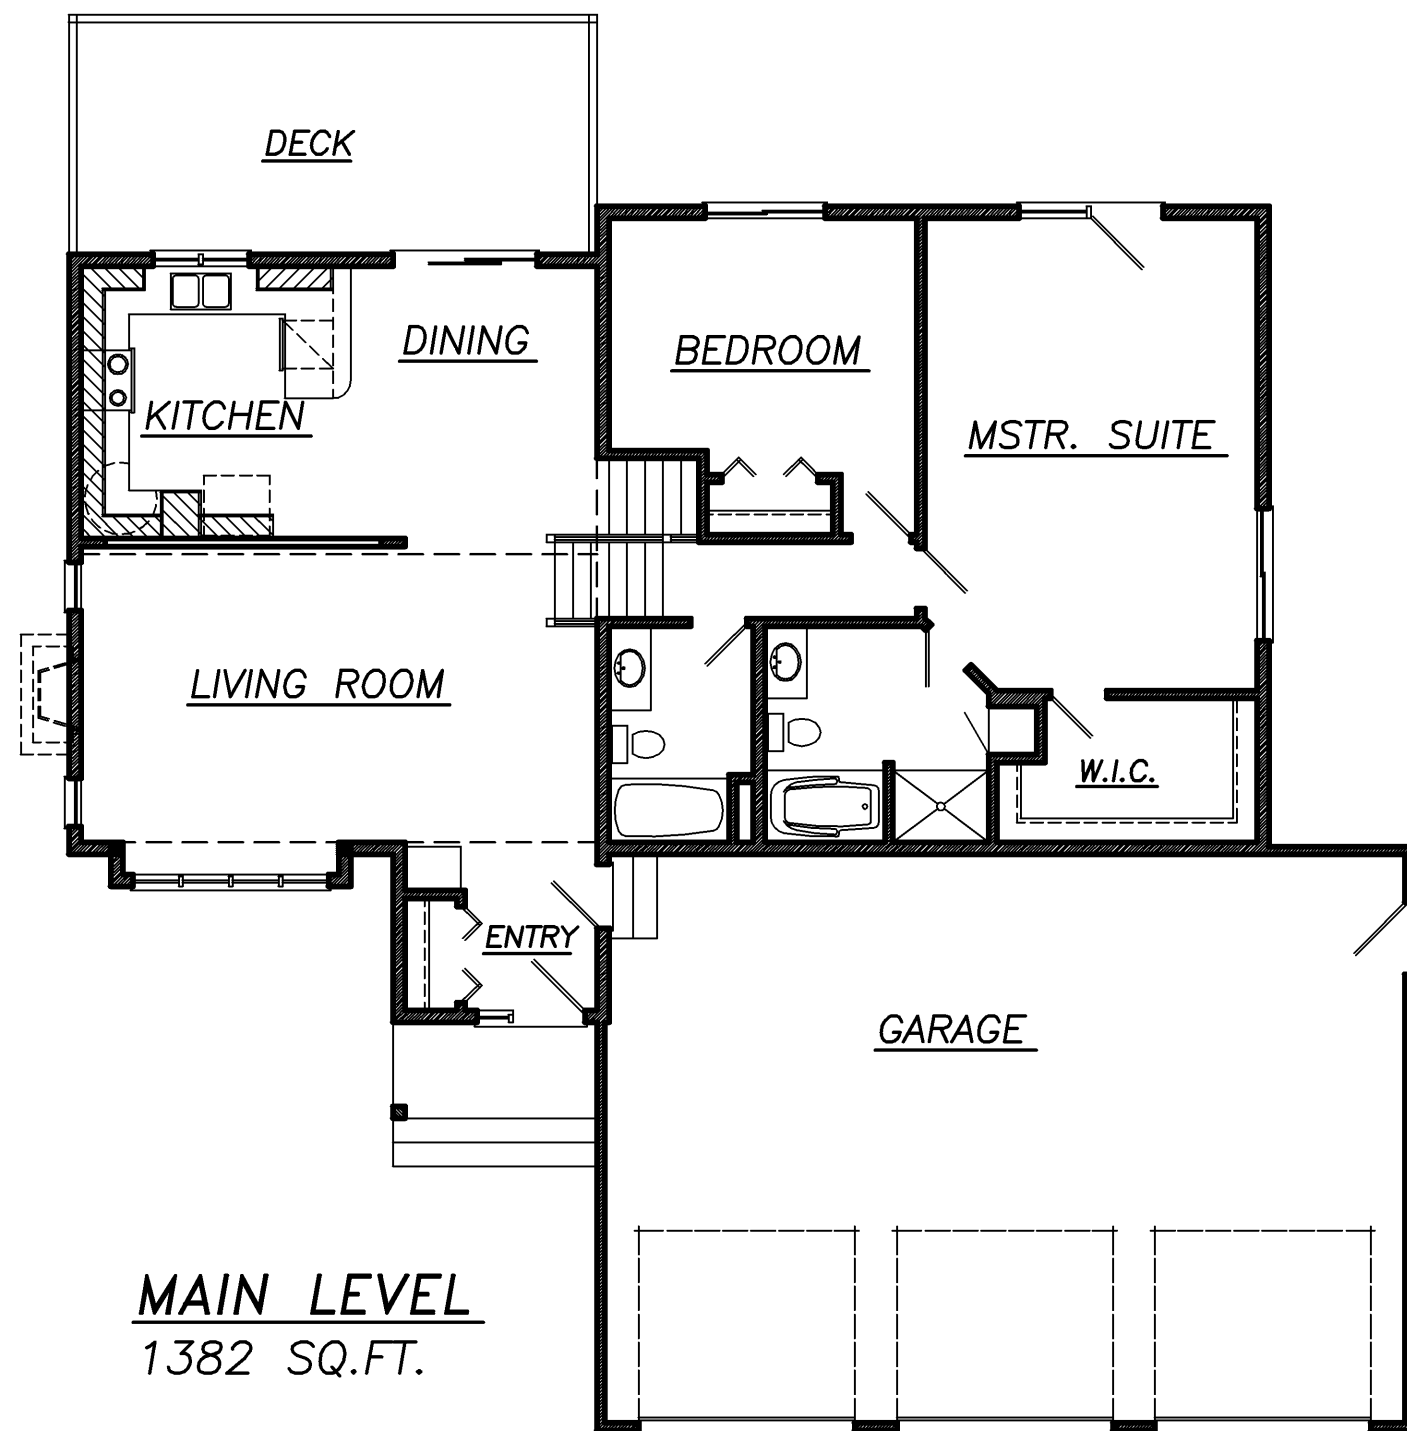 DECK
DINING
BEDROOM
KITCHEN
MSTR. SUITE
LIVING ROOM
W.I.C.
ENTRY
GARAGE
MAIN LEVEL
1382 SQ.FT.